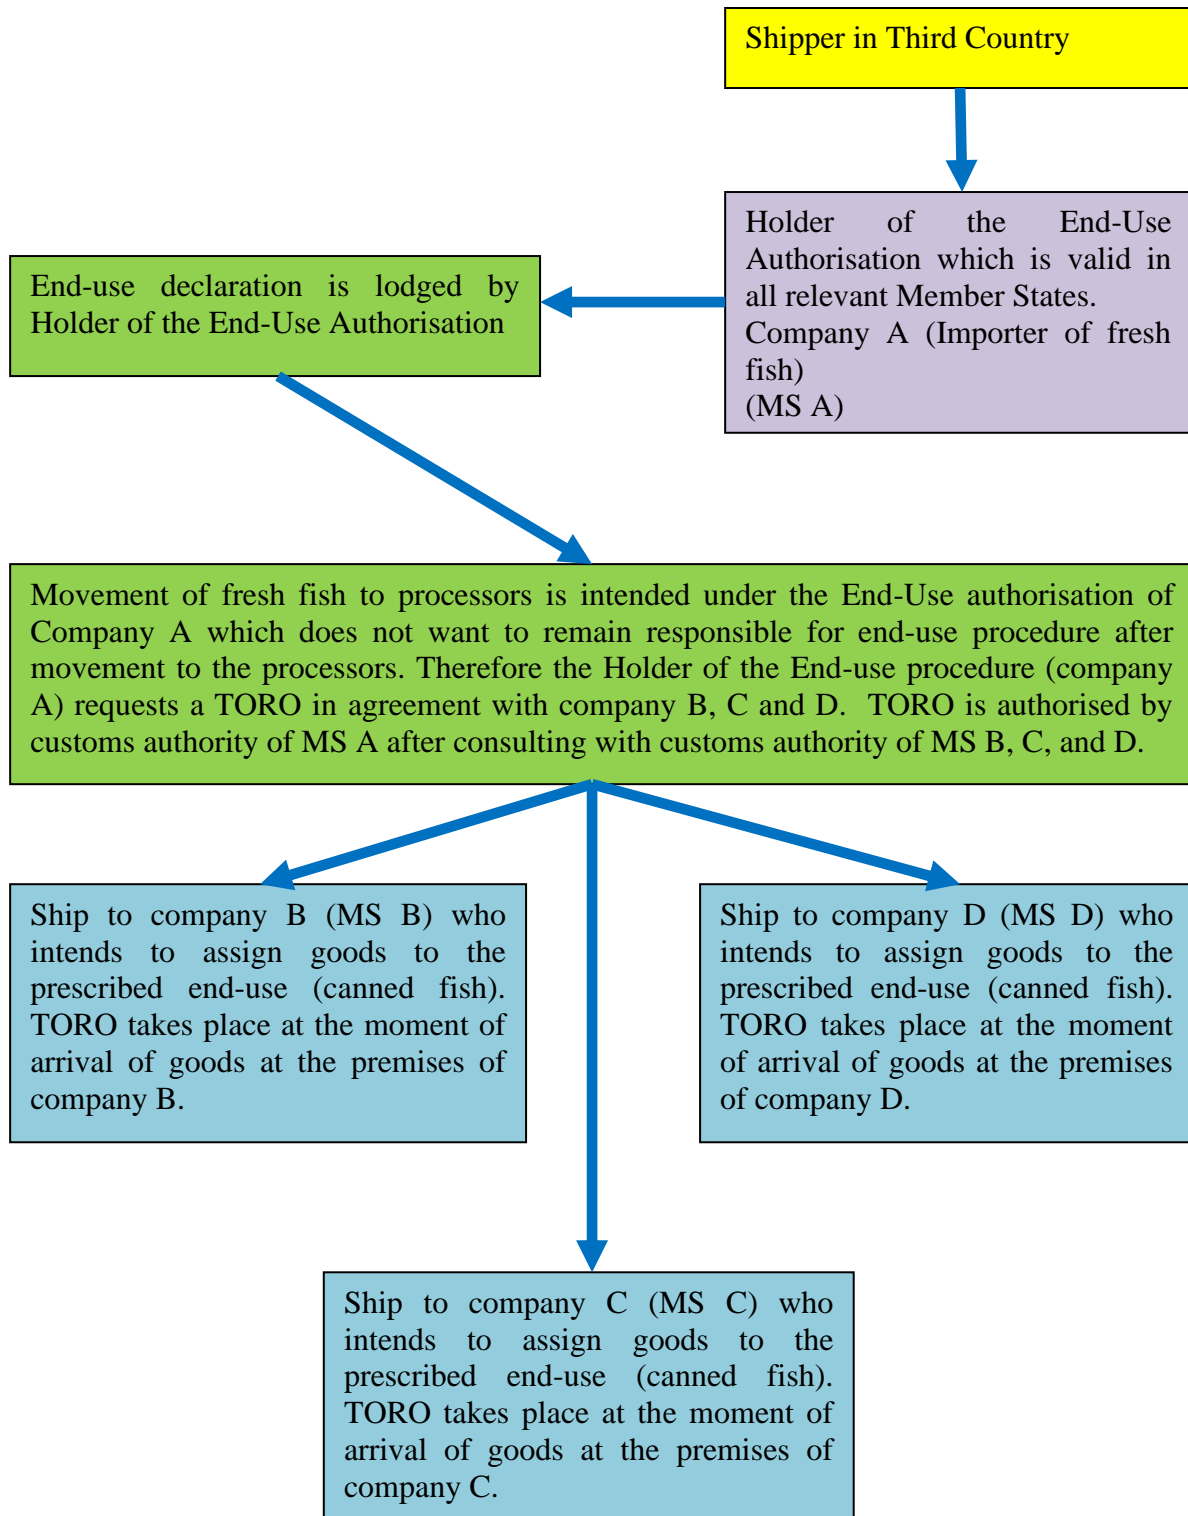 Shipper in Third Country
Holder of the End-Use
Authorisation which is valid in
all relevant Member States.
Company A (Importer of fresh
fish)
(MS A)
End-use declaration is lodged by
Holder of the End-Use Authorisation
Movement of fresh fish to processors is intended under the End-Use authorisation of
Company A which does not want to remain responsible for end-use procedure after
movement to the processors. Therefore the Holder of the End-use procedure (company
A) requests a TORO in agreement with company B, C and D. TORO is authorised by
customs authority of MS A after consulting with customs authority of MS B, C, and D.
Ship to company B (MS B) who
intends to assign goods to the
prescribed end-use (canned fish).
TORO takes place at the moment of
arrival of goods at the premises of
company B.
Ship to company D (MS D) who
intends to assign goods to the
prescribed end-use (canned fish).
TORO takes place at the moment
of arrival of goods at the premises
of company D.
Ship to company C (MS C) who
intends to assign goods to the
prescribed end-use (canned fish).
TORO takes place at the moment of
arrival of goods at the premises of
company C.